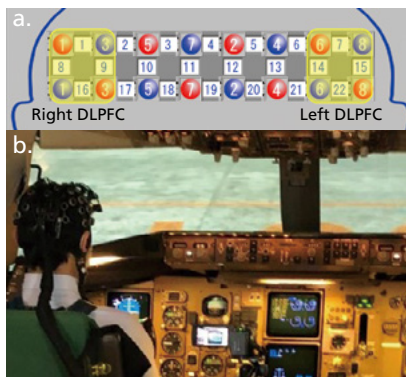 a.
1 1 3 2 5 3 7 4 2 5 4 6 6 7 8
8 9 10 11 12 13 14 15
1 16 3 17 5 18 7 19 2 20 4 21 6 22 8
Right DLPFC Left DLPFC
b.